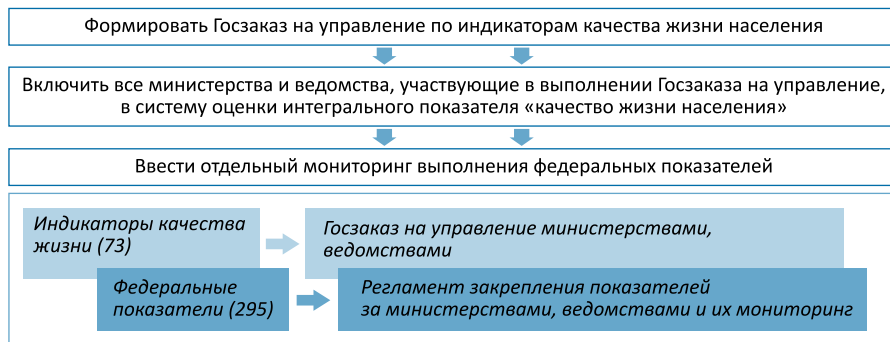 Формировать Госзаказ на управление по индикаторам качества жизни населения
Включить все министерства и ведомства, участвующие в выполнении Госзаказа на управление,
в систему оценки интегрального показателя «качество жизни населения»
Ввести отдельный мониторинг выполнения федеральных показателей
Индикаторы качества
жизни (73)
Госзаказ на управление министерствами,
ведомствами
Федеральные
показатели (295)
Регламент закрепления показателей
за министерствами, ведомствами и их мониторинг